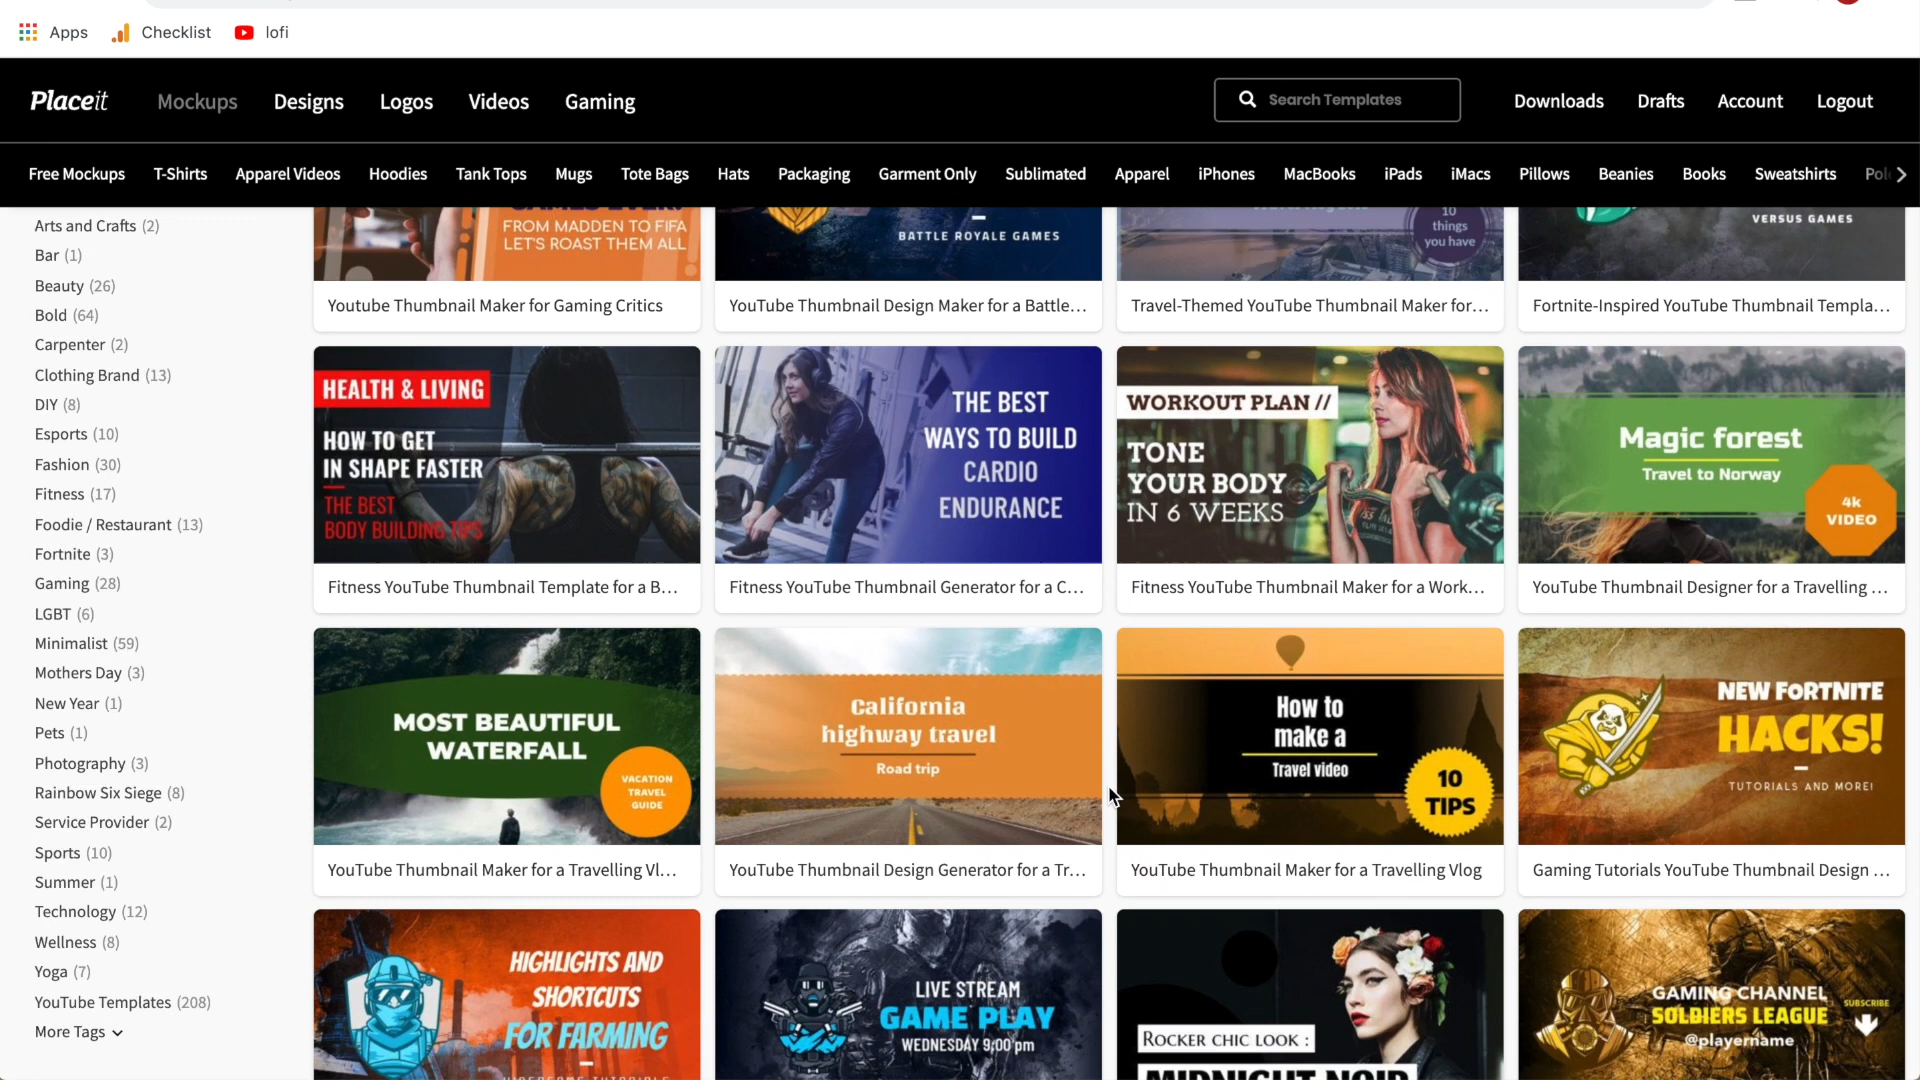 Apps Checklist lofi
Placeit Mockups Designs Logos Videos Gaming Search Templates Downloads Drafts Account Logout
Free Mockups T-Shirts Apparel Videos Hoodies Tank Tops Mugs Tote Bags Hats Packaging Garment Only Sublimated Apparel iPhones MacBooks iPads iMacs Pillows Beanies Books Sweatshirts
Arts and Crafts (2)
Bar (1)
Beauty (26)
Bold (64)
Carpenter (2)
Clothing Brand (13)
DIY (8)
Esports (10)
Fashion (30)
Fitness (17)
Foodie / Restaurant (13)
Fortnite (3)
Gaming (28)
LGBT (6)
Minimalist (59)
Mothers Day (3)
New Year (1)
Pets (1)
Photography (3)
Rainbow Six Siege (8)
Service Provider (2)
Sports (10)
Summer (1)
Technology (12)
Wellness (8)
Yoga (7)
YouTube Templates (208)
More Tags
FROM MADDEN TO FIFA
LET'S ROAST THEM ALL
Youtube Thumbnail Maker for Gaming Critics
BATTLE ROYALE GAMES
YouTube Thumbnail Design Maker for a Battle...
10
things
you have
Travel-Themed YouTube Thumbnail Maker for...
VERSUS GAMES
Fortnite-Inspired YouTube Thumbnail Templa...
HEALTH & LIVING
HOW TO GET
IN SHAPE FASTER
THE BEST
BODY BUILDING TIPS
Fitness YouTube Thumbnail Template for a B...
THE BEST
WAYS TO BUILD
CARDIO
ENDURANCE
Fitness YouTube Thumbnail Generator for a C...
WORKOUT PLAN //
TONE
YOUR BODY
IN 6 WEEKS
Fitness YouTube Thumbnail Maker for a Work...
Magic forest
Travel to Norway
4k
VIDEO
YouTube Thumbnail Designer for a Travelling ...
MOST BEAUTIFUL
WATERFALL
VACATION
TRAVEL
GUIDE
YouTube Thumbnail Maker for a Travelling Vl...
California
highway travel
Road trip
YouTube Thumbnail Design Generator for a Tr...
How to
make a
Travel video
10
TIPS
YouTube Thumbnail Maker for a Travelling Vlog
NEW FORTNITE
HACKS!
TUTORIALS AND MORE!
Gaming Tutorials YouTube Thumbnail Design ...
HIGHLIGHTS AND
SHORTCUTS
FOR FARMING
LIVE STREAM
GAME PLAY
WEDNESDAY 9:00 pm
ROCKER CHIC LOOK :
MIDNIGHT NOIR
GAMING CHANNEL
SOLDIERS LEAGUE
@playername
SUBSCRIBE